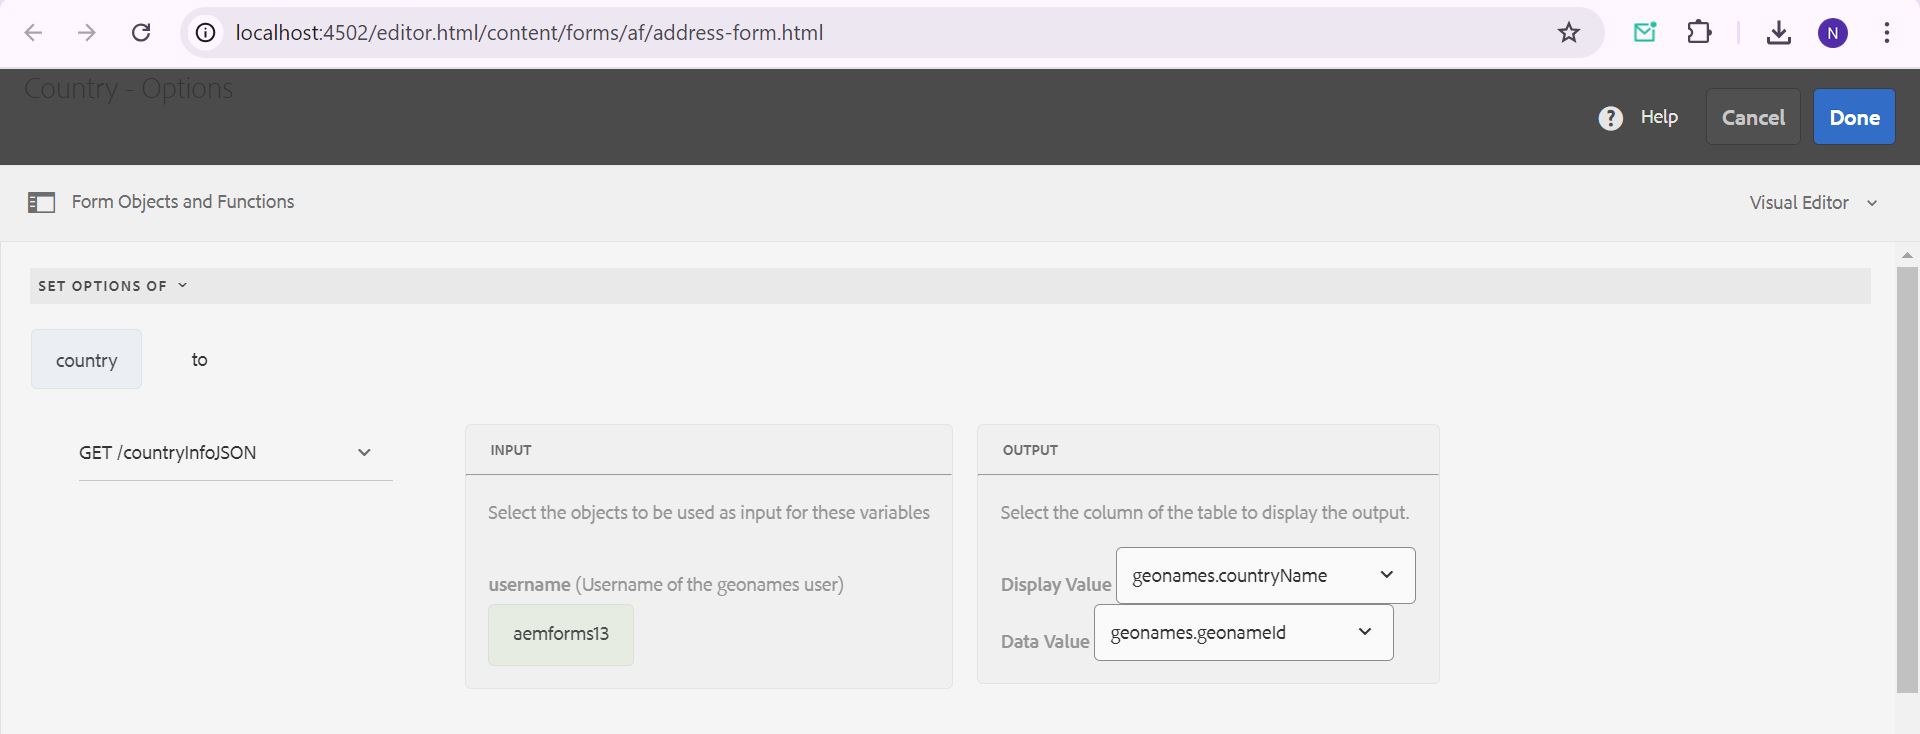 localhost:4502/editor.html/content/forms/af/address-form.html
N
Country - Options
? Help Cancel Done
Form Objects and Functions Visual Editor
SET OPTIONS OF
country to
GET /countryInfoJSON
INPUT
Select the objects to be used as input for these variables
username (Username of the geonames user)
aemforms13
OUTPUT
Select the column of the table to display the output.
Display Value geonames.countryName
Data Value geonames.geonameId